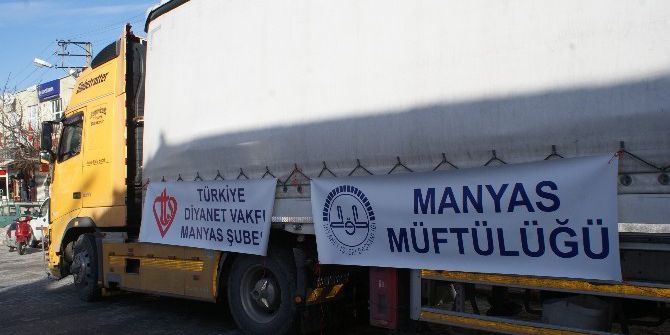 TÜRKİYE
DİYANET VAKFI
MANYAS ŞUBE
MANYAS
MÜFTÜLÜĞÜ